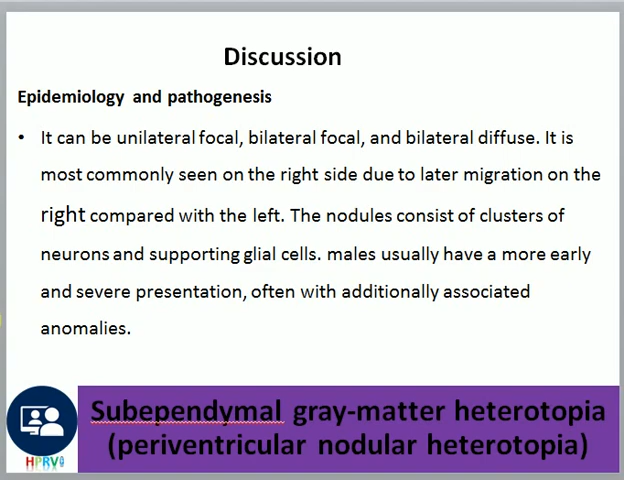 Discussion
Epidemiology and pathogenesis
• It can be unilateral focal, bilateral focal, and bilateral diffuse. It is
most commonly seen on the right side due to later migration on the
right compared with the left. The nodules consist of clusters of
neurons and supporting glial cells. males usually have a more early
and severe presentation, often with additionally associated
anomalies.
Subependymal gray-matter heterotopia
(periventricular nodular heterotopia)
HPRV